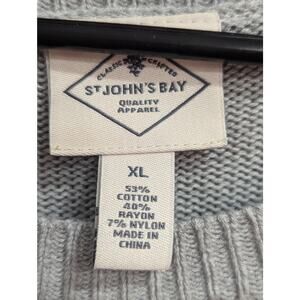 CLASSIC CRAFTED
ST JOHN'S BAY
QUALITY
APPAREL
XL
53%
COTTON
40%
RAYON
7% NYLON
MADE IN
CHINA